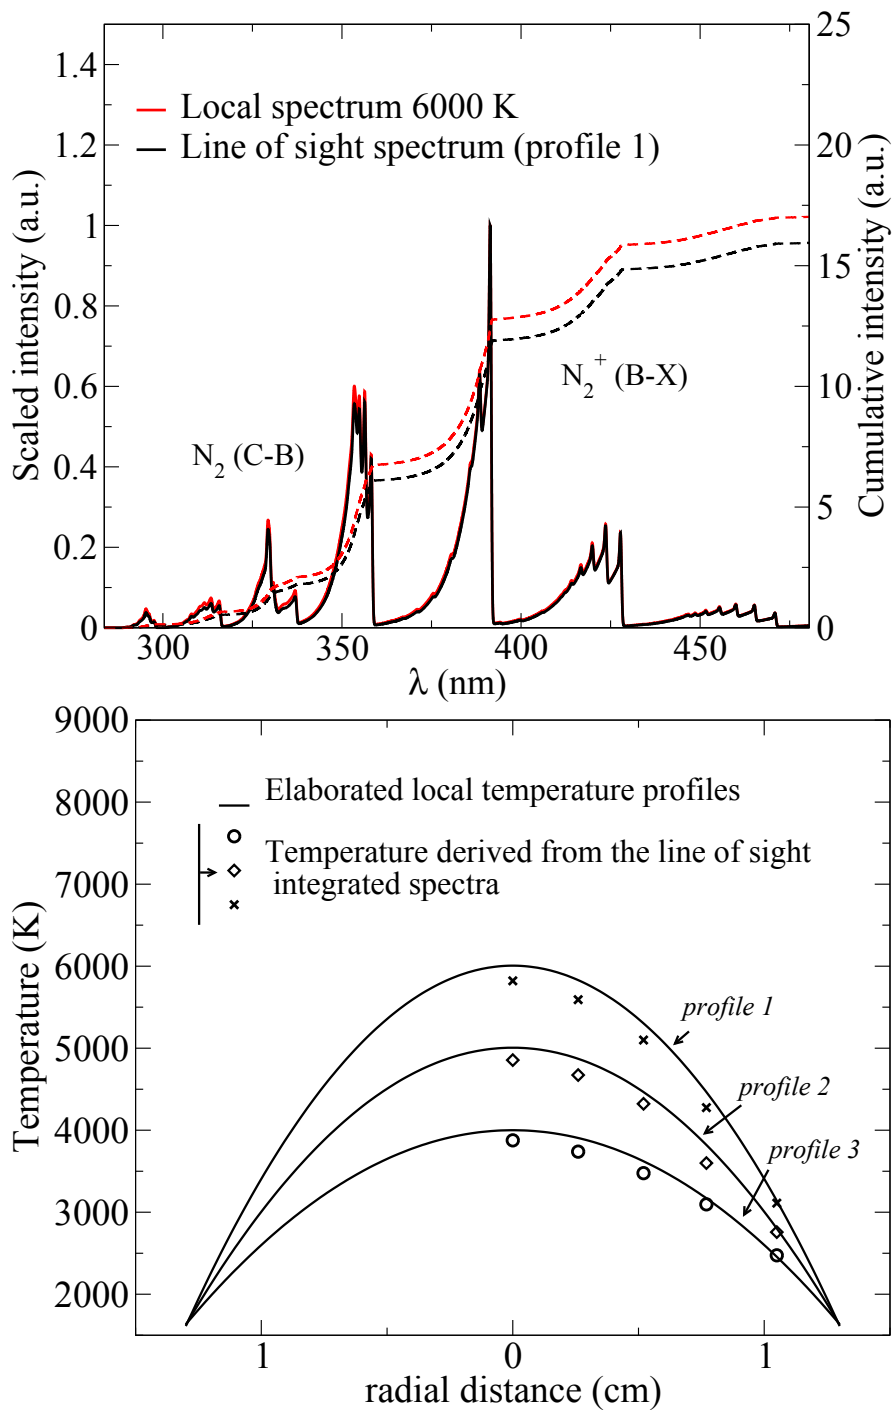 25
1.4
Local spectrum 6000 K
1.2
20
Line of sight spectrum (profile 1)
Scaled intensity (a.u.)
Cumulative intensity (a.u.)
1
15
0.8
N2+ (B-X)
0.6
10
N2 (C-B)
0.4
5
0.2
0
0
300
350
400
450
λ (nm)
9000
Elaborated local temperature profiles
8000
Temperature derived from the line of sight
integrated spectra
7000
Temperature (K)
6000
profile 1
5000
profile 2
4000
profile 3
3000
2000
1
0
1
radial distance (cm)